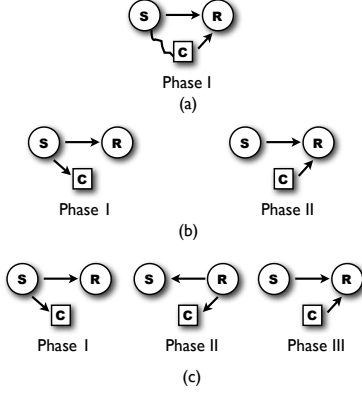 S R
C
Phase I
(a)
S R S R
C C
Phase I Phase II
(b)
S R S R S R
C C C
Phase I Phase II Phase III
(c)